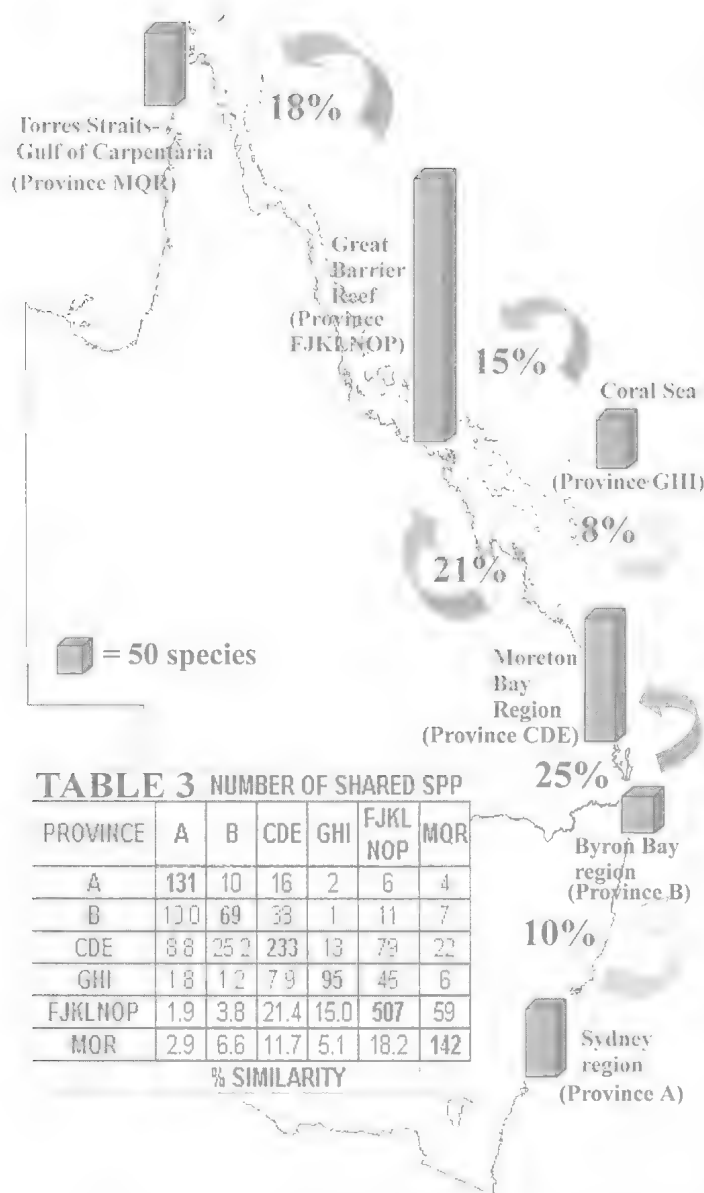 Torres Straits-
Gulf of Carpentaria
(Province MQR)
18%
Great
Barrier
Reef
(Province
FJKLNOP)
15%
Coral Sea
(Province GHI)
8%
21%
= 50 species
Moreton
Bay
Region
(Province CDE)
25%
Byron Bay
region
(Province B)
10%
Sydney
region
(Province A)
TABLE 3 NUMBER OF SHARED SPP
PROVINCE A B CDE GHI FJKL NOP MQR
A 131 10 16 2 6 4
B 10.0 69 33 1 11 7
CDE 8.8 25.2 233 13 79 22
GHI 1.8 1.2 7.9 95 45 6
FJKLNOP 1.9 3.8 21.4 15.0 507 59
MQR 2.9 6.6 11.7 5.1 18.2 142
% SIMILARITY